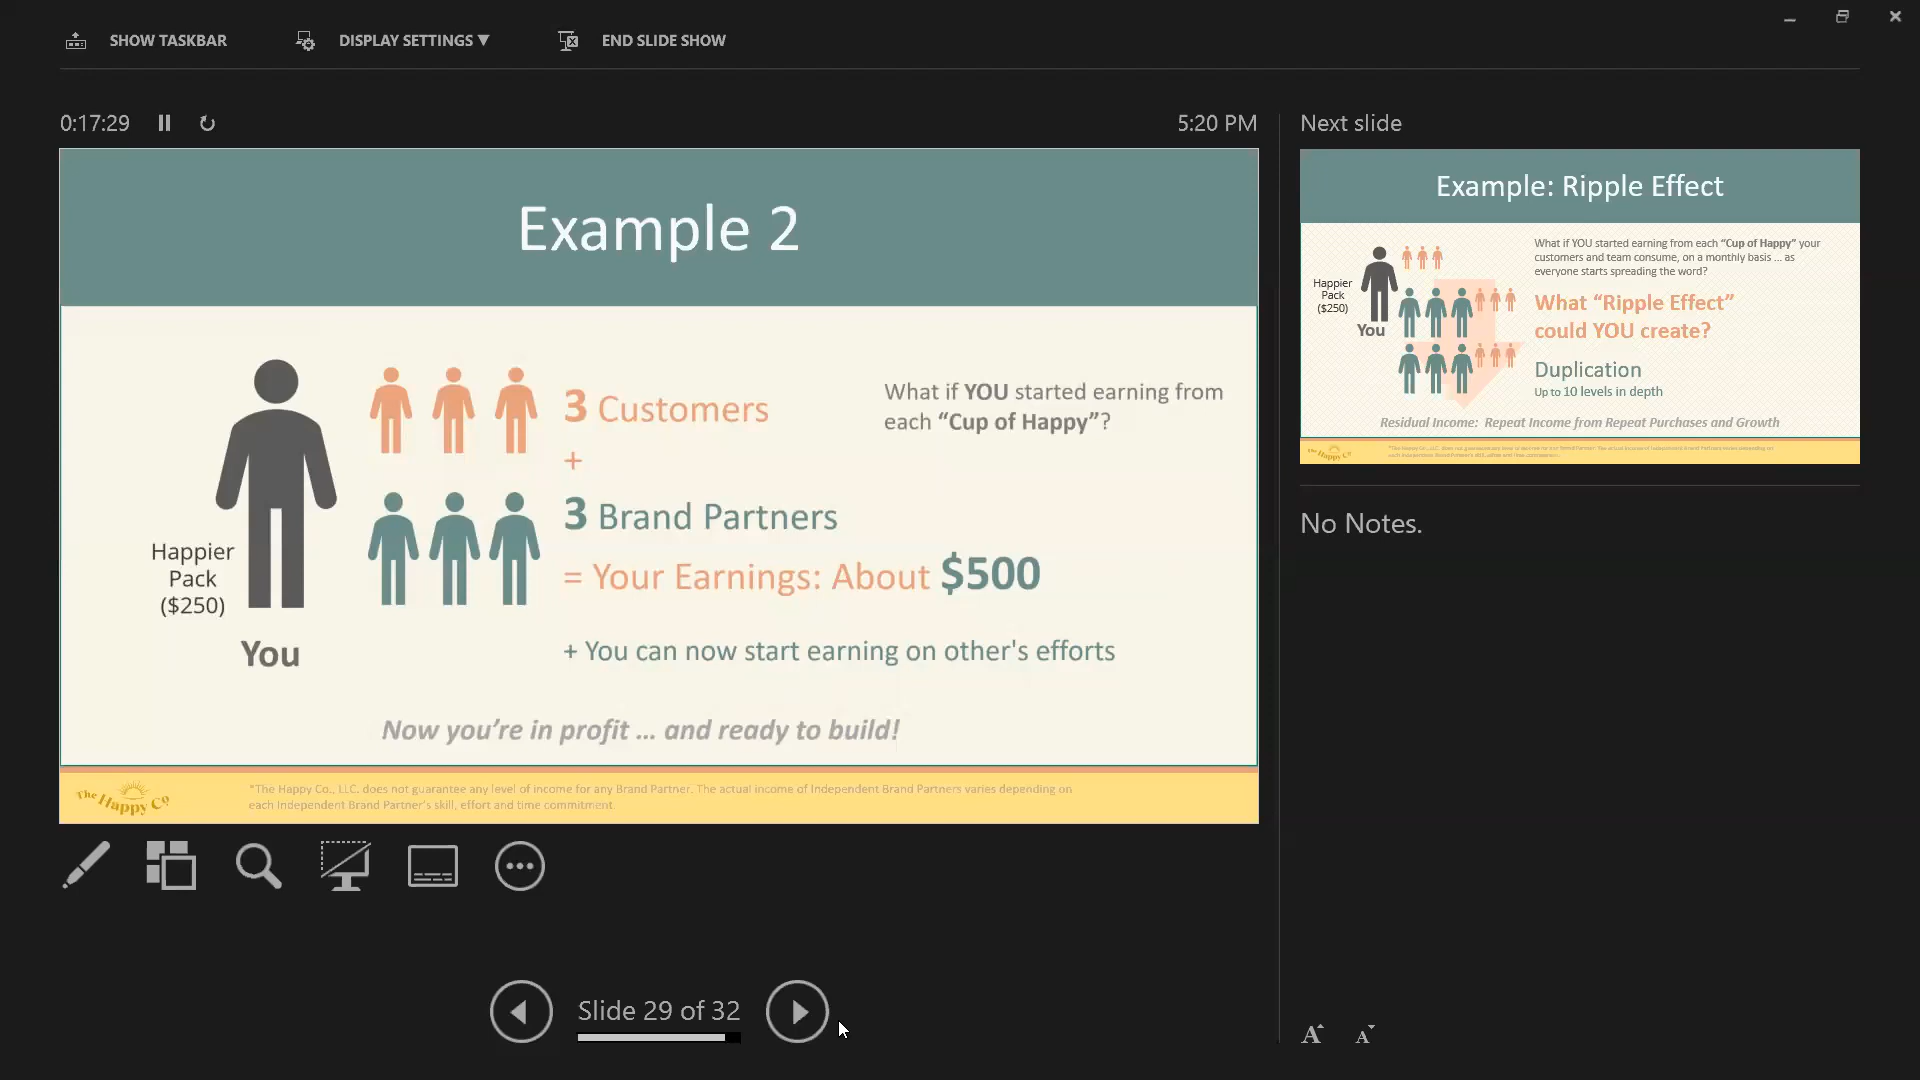 SHOW TASKBAR
DISPLAY SETTINGS ▼
END SLIDE SHOW
0:17:29
5:20 PM
Next slide
Example 2
3 Customers
+
3 Brand Partners
= Your Earnings: About $500
+ You can now start earning on other's efforts
What if YOU started earning from
each “Cup of Happy”?
Happier
Pack
($250)
You
Now you’re in profit ... and ready to build!
The Happy Co
*The Happy Co., LLC. does not guarantee any level of income for any Brand Partner. The actual income of Independent Brand Partners varies depending on
each Independent Brand Partner’s skill, effort and time commitment
Example: Ripple Effect
What if YOU started earning from each “Cup of Happy” your
customers and team consume, on a monthly basis ... as
everyone starts spreading the word?
Happier
Pack
($250)
You
What “Ripple Effect”
could YOU create?
Duplication
Up to 10 levels in depth
Residual Income: Repeat Income from Repeat Purchases and Growth
The Happy Co
No Notes.
Slide 29 of 32
A A